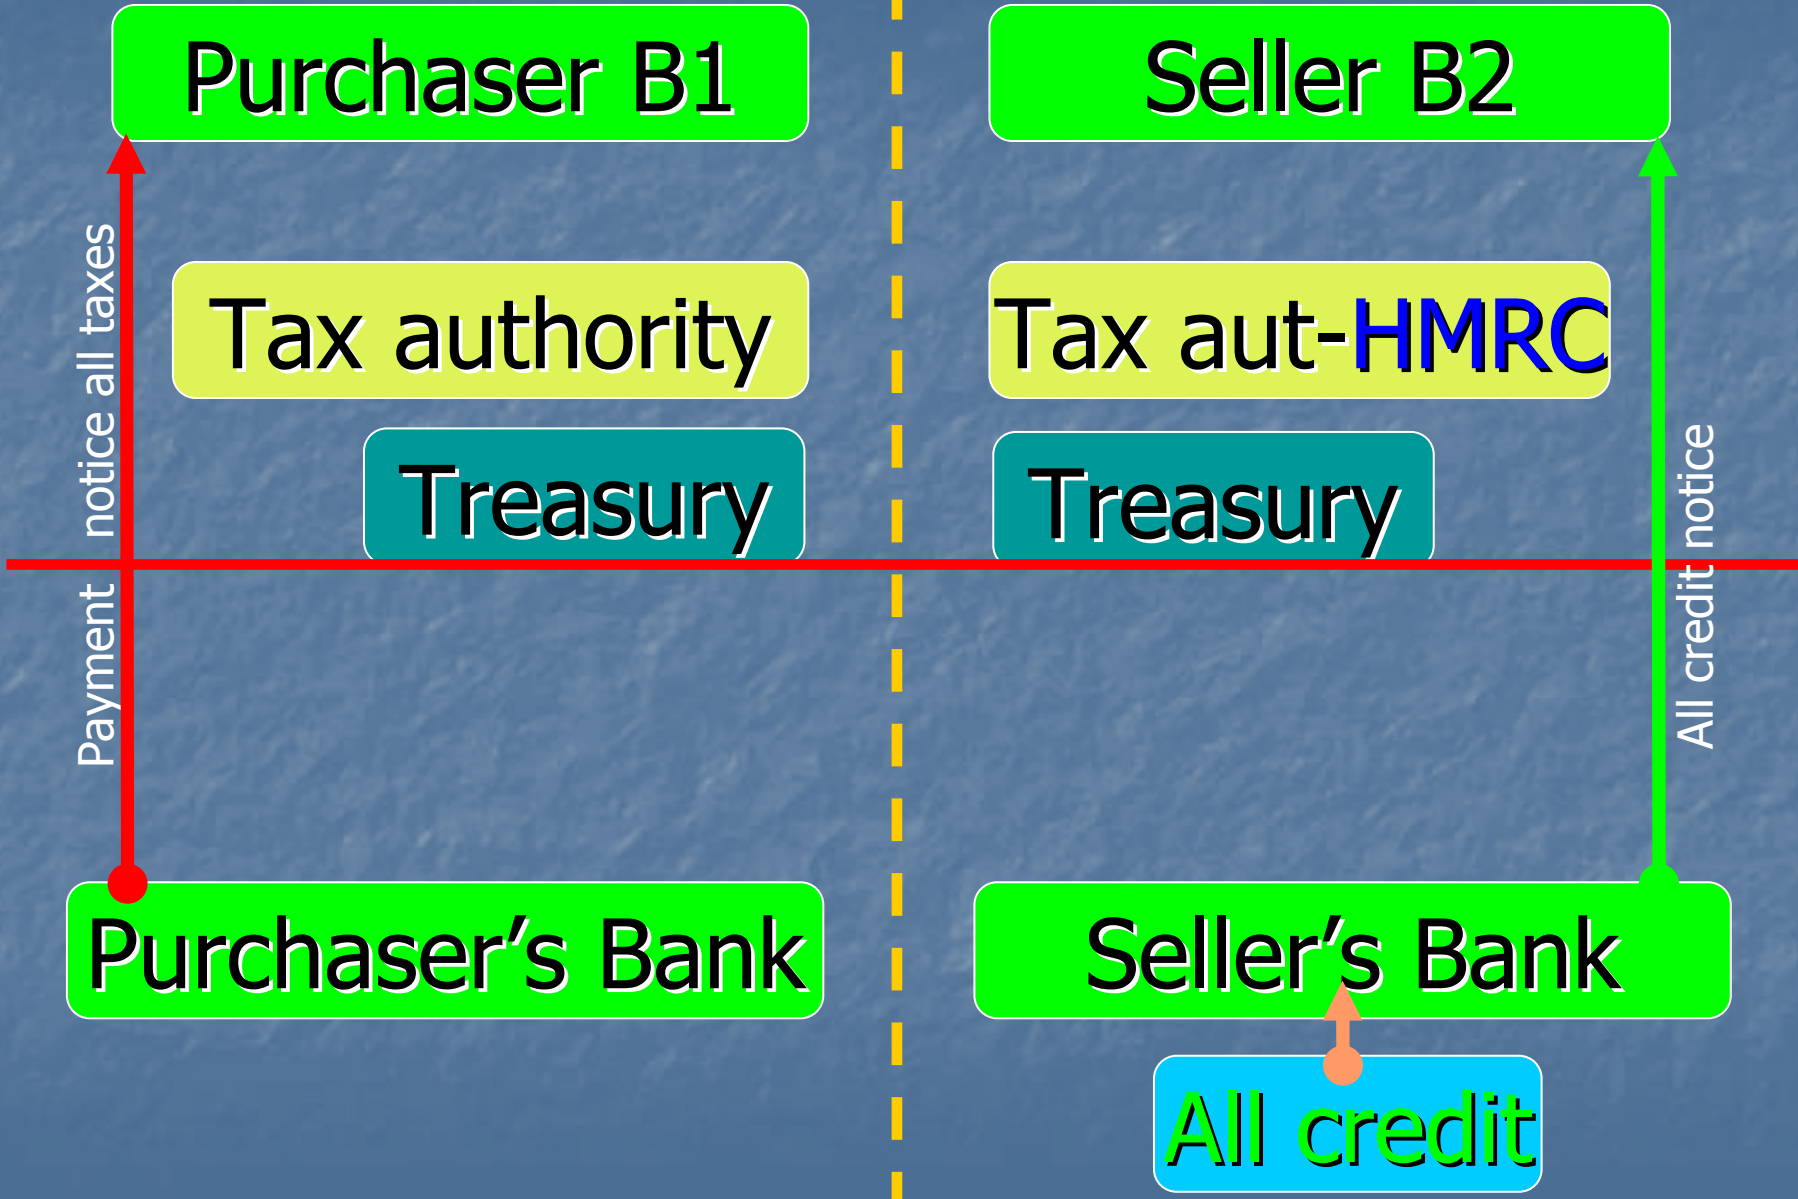 Purchaser B1
Seller B2
Payment notice all taxes
Tax authority
Tax aut-HMRC
Treasury
Treasury
All credit notice
Purchaser’s Bank
Seller’s Bank
All credit